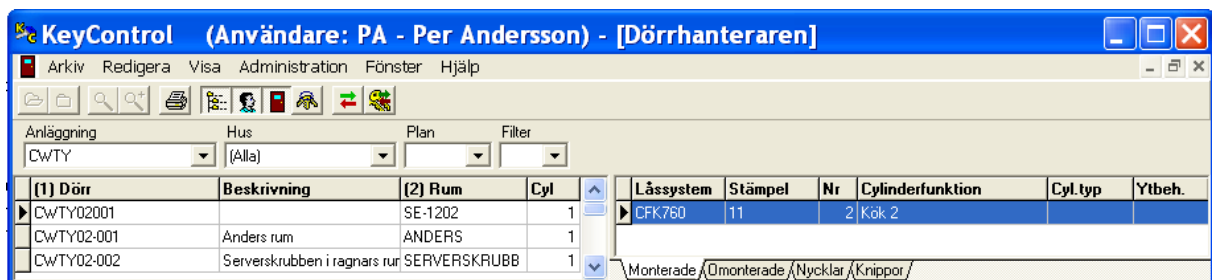 KeyControl (Användare: PA - Per Andersson) - [Dörrhanteraren]
Arkiv Redigera Visa Administration Fönster Hjälp
Anläggning Hus Plan Filter
CWTY (Alla)
(1) Dörr Beskrivning (2) Rum Cyl Låssystem Stämpel Nr Cylinderfunktion Cyl.typ Ytbeh.
CWTY02001 SE-1202 1 CFK760 11 2 Kök 2
CWTY02-001 Anders rum ANDERS 1
CWTY02-002 Serverskrubben i ragnars rur SERVERSKRUBB 1
Monterade Omonterade Nycklar Knippor